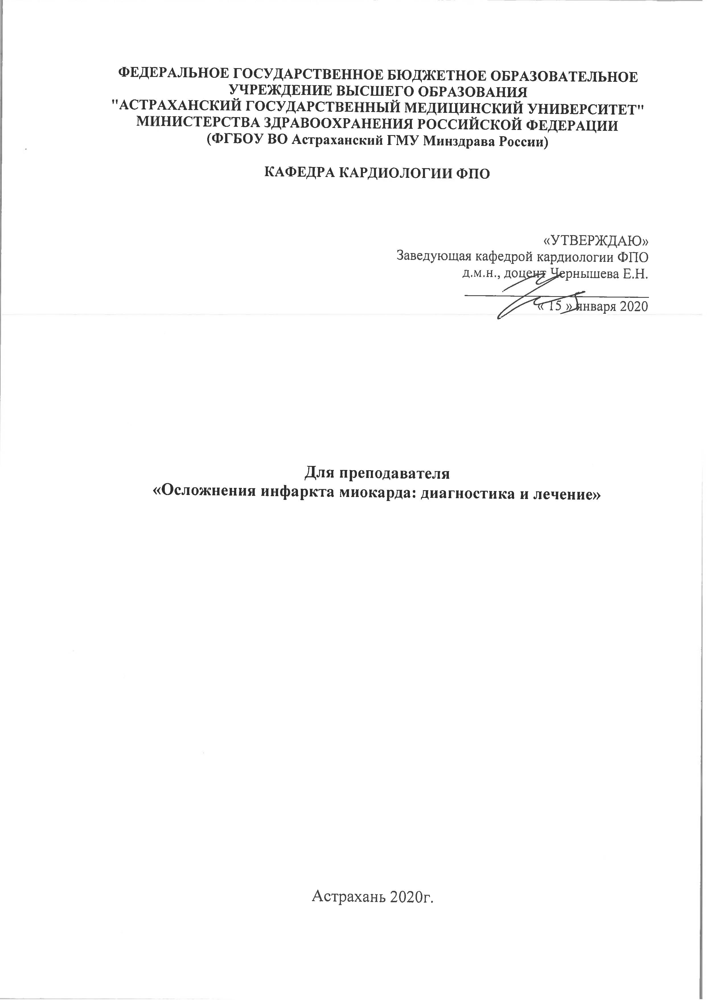 ФЕДЕРАЛЬНОЕ ГОСУДАРСТВЕННОЕ БЮДЖЕТНОЕ ОБРАЗОВАТЕЛЬНОЕ
УЧРЕЖДЕНИЕ ВЫСШЕГО ОБРАЗОВАНИЯ
"АСТРАХАНСКИЙ ГОСУДАРСТВЕННЫЙ МЕДИЦИНСКИЙ УНИВЕРСИТЕТ"
МИНИСТЕРСТВА ЗДРАВООХРАНЕНИЯ РОССИЙСКОЙ ФЕДЕРАЦИИ
(ФГБОУ ВО Астраханский ГМУ Минздрава России)
КАФЕДРА КАРДИОЛОГИИ ФПО
«УТВЕРЖДАЮ»
Заведующая кафедрой кардиологии ФПО
д.м.н., доцент Чернышева Е.Н.
« 15 » января 2020
Для преподавателя
«Осложнения инфаркта миокарда: диагностика и лечение»
Астрахань 2020г.